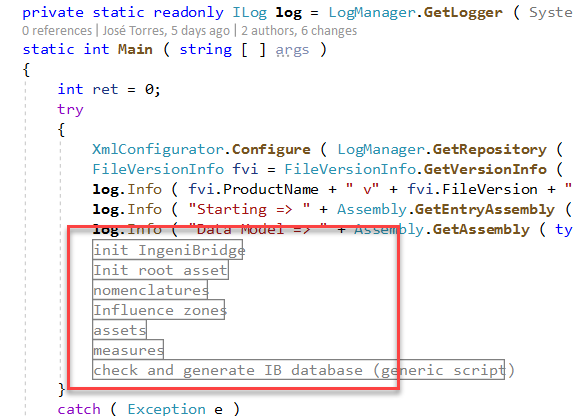 private static readonly ILog log = LogManager.GetLogger ( Syste
0 references | José Torres, 5 days ago | 2 authors, 6 changes
static int Main ( string [ ] args )
{
int ret = 0;
try
{
XmlConfigurator.Configure ( LogManager.GetRepository (
FileVersionInfo fvi = FileVersionInfo.GetVersionInfo (
log.Info ( fvi.ProductName + " v" + fvi.FileVersion + "
log.Info ( "Starting => " + Assembly.GetEntryAssembly (
log.Info ( "Data Model => " + Assembly.GetAssembly ( ty
init IngeniBridge
Init root asset
nomenclatures
Influence zones
assets
measures
check and generate IB database (generic script)
}
catch ( Exception e )